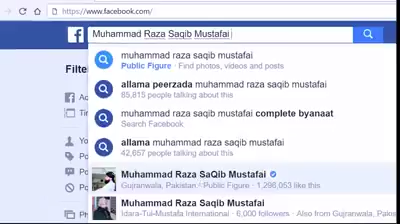 https://www.facebook.com/
f
Muhammad Raza Saqib Mustafai
Filte
muhammad raza saqib mustafai
Public Figure · Find photos, videos and posts
allama peerzada muhammad raza saqib mustafai
65,815 people talking about this
muhammad raza saqib mustafai complete byanaat
Search Facebook
allama muhammad raza saqib mustafai
42,657 people talking about this
Muhammad Raza SaQib Mustafai
Gujranwala, Pakistan · Public Figure · 1,296,053 like this
Muhammad Raza SaQib Mustafai
Idara-Tul-Mustafa International · 6,000 followers · Also from Gujranwala, Pakistan